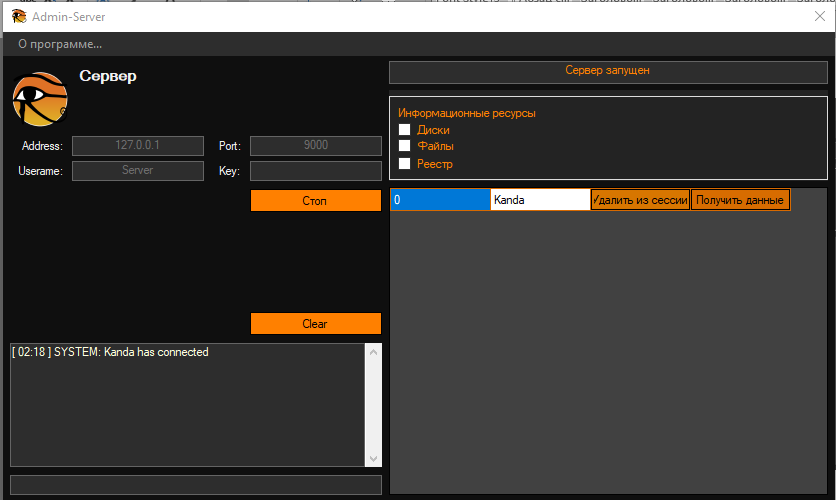 Admin-Server
О программе...
Сервер
Address:
127.0.0.1
Port:
9000
Userame:
Server
Key:
Стоп
Clear
[ 02:18 ] SYSTEM: Kanda has connected
Сервер запущен
Информационные ресурсы
Диски
Файлы
Реестр
0
Kanda
Удалить из сессии
Получить данные